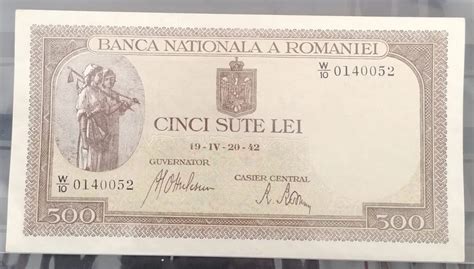 BANCA NATIONALA A ROMANIEI
W/10 0140052
CINCI SUTE LEI
19-IV-20-42
GUVERNATOR
CASIER CENTRAL
W/10 0140052
500
500